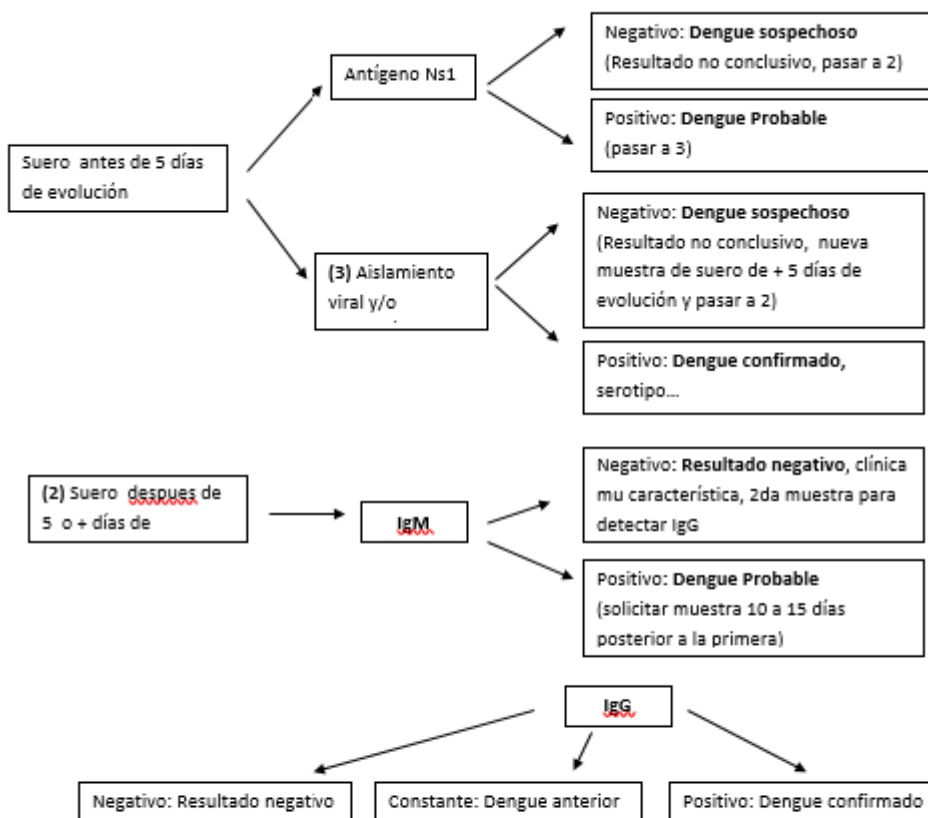 Negativo: Dengue sospechoso
(Resultado no conclusivo, pasar a 2)
Antígeno Ns1
Positivo: Dengue Probable
(pasar a 3)
Suero antes de 5 días
de evolución
Negativo: Dengue sospechoso
(Resultado no conclusivo, nueva
muestra de suero de + 5 días de
evolución y pasar a 2)
(3) Aislamiento
viral y/o
Positivo: Dengue confirmado,
serotipo...
Negativo: Resultado negativo, clínica
mu característica, 2da muestra para
detectar IgG
(2) Suero despues de
5 o + días de
IgM
Positivo: Dengue Probable
(solicitar muestra 10 a 15 días
posterior a la primera)
IgG
Negativo: Resultado negativo
Constante: Dengue anterior
Positivo: Dengue confirmado